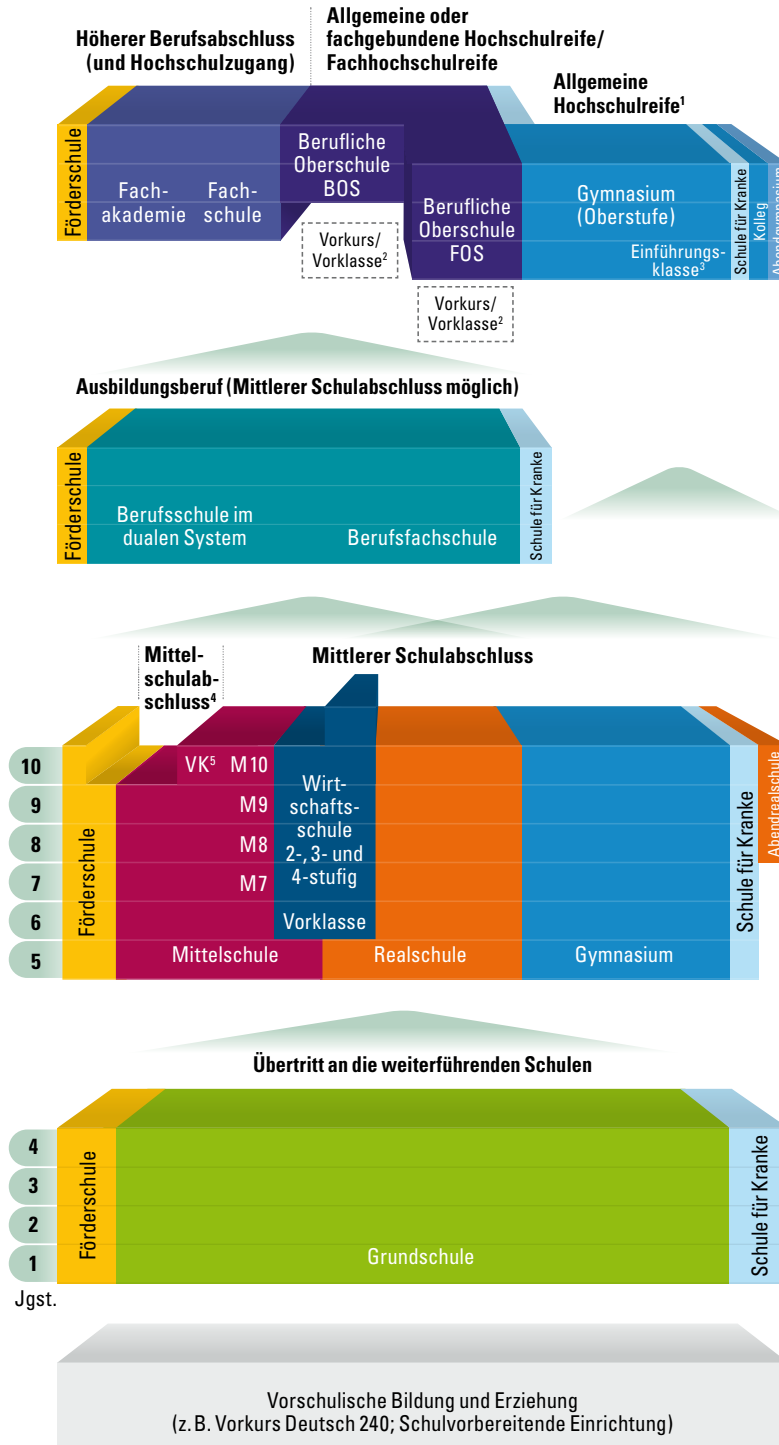 Höherer Berufsabschluss
(und Hochschulzugang)
Allgemeine oder
fachgebundene Hochschulreife/
Fachhochschulreife
Allgemeine
Hochschulreife¹
Förderschule
Fach-
akademie
Fach-
schule
Berufliche
Oberschule
BOS
Vorkurs/
Vorklasse²
Berufliche
Oberschule
FOS
Vorkurs/
Vorklasse²
Gymnasium
(Oberstufe)
Einführungs-
klasse³
Schule für Kranke
Kolleg
Abendgymnasium
Ausbildungsberuf (Mittlerer Schulabschluss möglich)
Förderschule
Berufsschule im
dualen System
Berufsfachschule
Schule für Kranke
Mittel-
schulab-
schluss⁴
Mittlerer Schulabschluss
10
9
8
7
6
5
Förderschule
VK⁵ M10
M9
M8
M7
Mittelschule
Wirt-
schafts-
schule
2-, 3- und
4-stufig
Vorklasse
Realschule
Gymnasium
Schule für Kranke
Abendrealschule
Übertritt an die weiterführenden Schulen
4
3
2
1
Jgst.
Förderschule
Grundschule
Schule für Kranke
Vorschulische Bildung und Erziehung
(z. B. Vorkurs Deutsch 240; Schulvorbereitende Einrichtung)